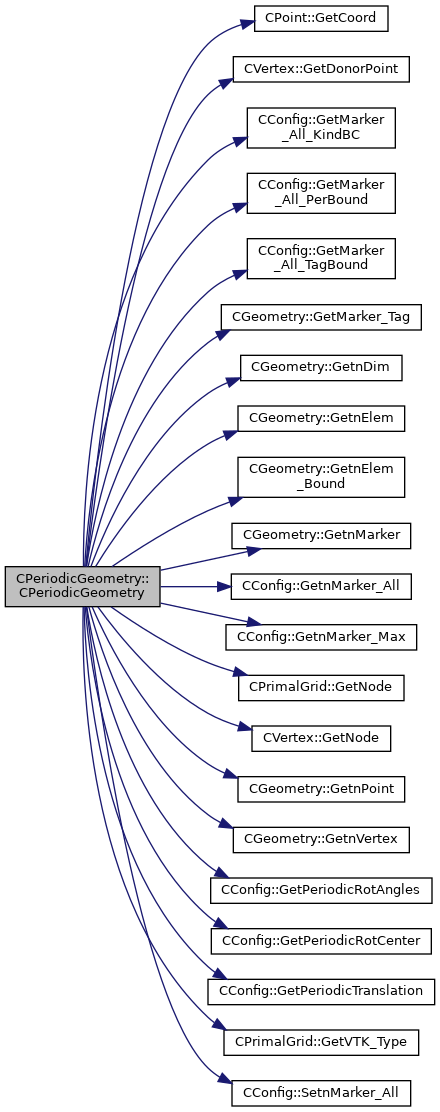 CPoint::GetCoord
CVertex::GetDonorPoint
CConfig::GetMarker
_All_KindBC
CConfig::GetMarker
_All_PerBound
CConfig::GetMarker
_All_TagBound
CGeometry::GetMarker_Tag
CGeometry::GetnDim
CGeometry::GetnElem
CGeometry::GetnElem
_Bound
CGeometry::GetnMarker
CPeriodicGeometry::
CPeriodicGeometry
CConfig::GetnMarker_All
CConfig::GetnMarker_Max
CPrimalGrid::GetNode
CVertex::GetNode
CGeometry::GetnPoint
CGeometry::GetnVertex
CConfig::GetPeriodicRotAngles
CConfig::GetPeriodicRotCenter
CConfig::GetPeriodicTranslation
CPrimalGrid::GetVTK_Type
CConfig::SetnMarker_All